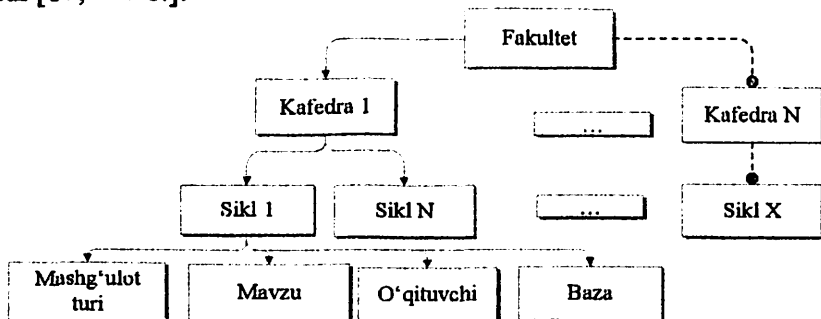 Fakultet
Kafedra 1
...
Kafedra N
Sikl 1
Sikl N
...
Sikl X
Mashg‘ulot
turi
Mavzu
O‘qituvchi
Baza